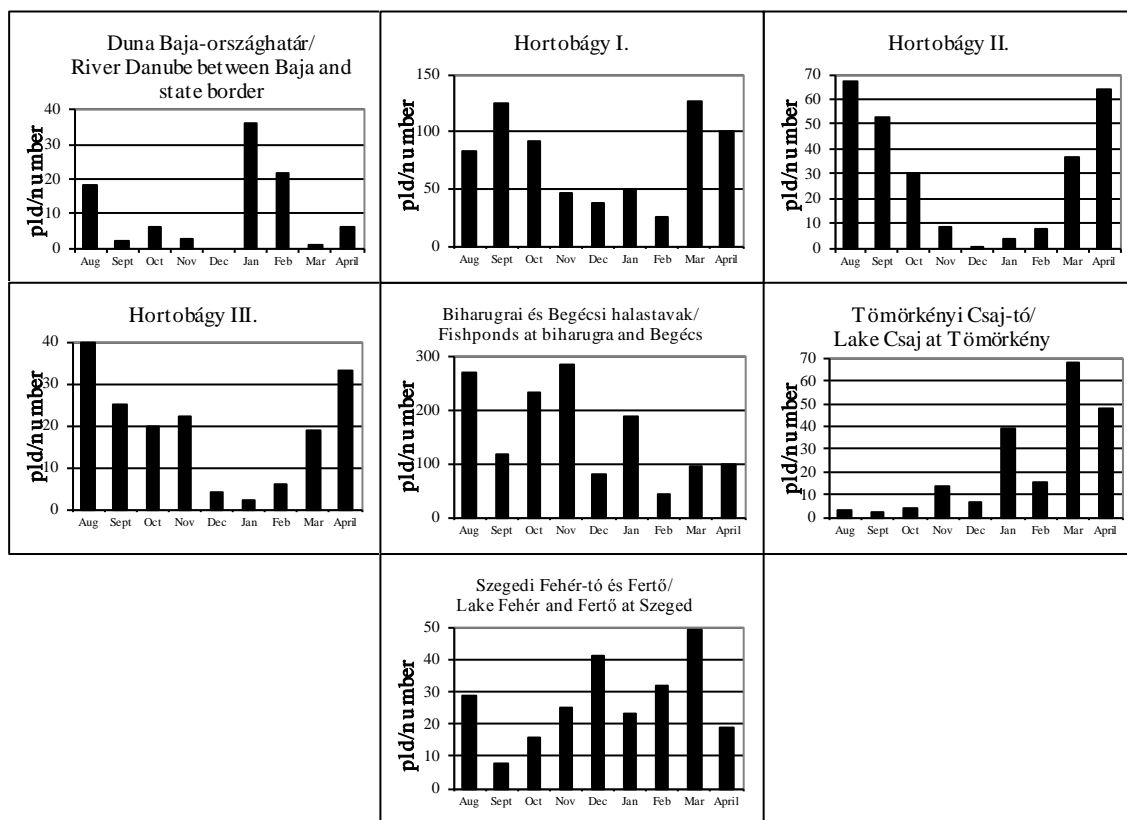 Duna Baja-országhatár/
River Danube between Baja and
state border
pld/number
40
30
20
10
0
Aug Sept Oct Nov Dec Jan Feb Mar April
Hortobágy I.
pld/number
150
100
50
0
Aug Sept Oct Nov Dec Jan Feb Mar April
Hortobágy II.
pld/number
70
60
50
40
30
20
10
0
Aug Sept Oct Nov Dec Jan Feb Mar April
Hortobágy III.
pld/number
40
30
20
10
0
Aug Sept Oct Nov Dec Jan Feb Mar April
Biharugrai és Begécsi halastavak/
Fishponds at biharugra and Begécs
pld/number
300
200
100
0
Aug Sept Oct Nov Dec Jan Feb Mar April
Tömörkényi Csaj-tó/
Lake Csaj at Tömörkény
pld/number
70
60
50
40
30
20
10
0
Aug Sept Oct Nov Dec Jan Feb Mar April
Szegedi Fehér-tó és Fertő/
Lake Fehér and Fertő at Szeged
pld/number
50
40
30
20
10
0
Aug Sept Oct Nov Dec Jan Feb Mar April